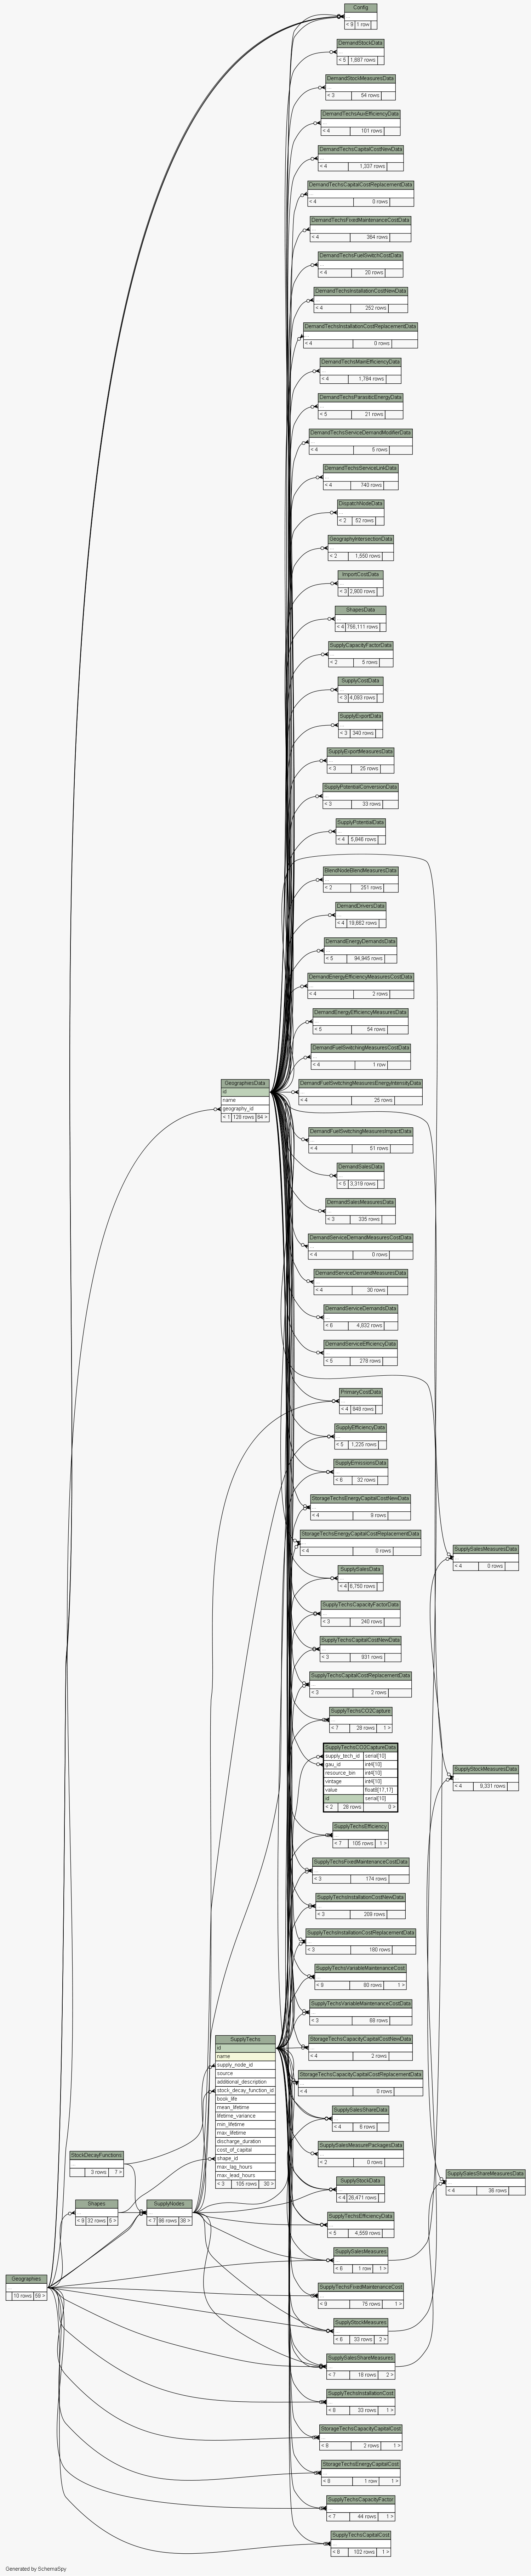 Config
< 9 1 row
DemandStockData
...
< 5 1,697 rows
DemandStockMeasuresData
...
< 3 54 rows
DemandTechsAuxEfficiencyData
...
< 4 101 rows
DemandTechsCapitalCostNewData
...
< 4 1,337 rows
DemandTechsCapitalCostReplacementData
...
< 4 0 rows
DemandTechsFixedMaintenanceCostData
...
< 4 364 rows
DemandTechsFuelSwitchCostData
...
< 4 20 rows
DemandTechsInstallationCostNewData
...
< 4 252 rows
DemandTechsInstallationCostReplacementData
...
< 4 0 rows
DemandTechsMainEfficiencyData
...
< 4 1,784 rows
DemandTechsParasiticEnergyData
...
< 5 21 rows
DemandTechsServiceDemandModifierData
...
< 4 5 rows
DemandTechsServiceLinkData
...
< 4 740 rows
DispatchNodeData
...
< 2 52 rows
GeographyIntersectionData
...
< 2 1,550 rows
ImportCostData
...
< 3 2,900 rows
ShapesData
...
< 4 756,111 rows
SupplyCapacityFactorData
...
< 2 5 rows
SupplyCostData
...
< 3 4,093 rows
SupplyExportData
...
< 3 340 rows
SupplyExportMeasuresData
...
< 3 25 rows
SupplyPotentialConversionData
...
< 3 33 rows
SupplyPotentialData
...
< 4 5,846 rows
BlendNodeBlendMeasuresData
...
< 2 251 rows
DemandDriversData
...
< 4 19,662 rows
DemandEnergyDemandsData
...
< 5 94,945 rows
DemandEnergyEfficiencyMeasuresCostData
...
< 4 2 rows
DemandEnergyEfficiencyMeasuresData
...
< 5 54 rows
DemandFuelSwitchingMeasuresCostData
...
< 4 1 row
GeographiesData
id
name
geography_id
< 1 128 rows 64 >
DemandFuelSwitchingMeasuresEnergyIntensityData
...
< 4 25 rows
DemandFuelSwitchingMeasuresImpactData
...
< 4 51 rows
DemandSalesData
...
< 5 3,319 rows
DemandSalesMeasuresData
...
< 3 335 rows
DemandServiceDemandMeasuresCostData
...
< 4 0 rows
DemandServiceDemandMeasuresData
...
< 4 30 rows
DemandServiceDemandsData
...
< 6 4,832 rows
DemandServiceEfficiencyData
...
< 5 278 rows
PrimaryCostData
...
< 4 848 rows
SupplyEfficiencyData
...
< 5 1,225 rows
SupplyEmissionsData
...
< 6 32 rows
StorageTechsEnergyCapitalCostNewData
...
< 4 9 rows
StorageTechsEnergyCapitalCostReplacementData
...
< 4 0 rows
SupplySalesMeasuresData
...
< 4 0 rows
SupplySalesData
...
< 4 6,750 rows
SupplyTechsCapacityFactorData
...
< 3 240 rows
SupplyTechsCapitalCostNewData
...
< 3 931 rows
SupplyTechsCapitalCostReplacementData
...
< 3 2 rows
SupplyTechsCO2Capture
...
< 7 28 rows 1 >
SupplyTechsCO2CaptureData
supply_tech_id serial[10]
gau_id int4[10]
resource_bin int4[10]
vintage int4[10]
value float8[17,17]
id serial[10]
< 2 28 rows 0 >
SupplyStockMeasuresData
...
< 4 9,331 rows
SupplyTechsEfficiency
...
< 7 105 rows 1 >
SupplyTechsFixedMaintenanceCostData
...
< 3 174 rows
SupplyTechsInstallationCostNewData
...
< 3 209 rows
SupplyTechsInstallationCostReplacementData
...
< 3 180 rows
SupplyTechsVariableMaintenanceCost
...
< 9 80 rows 1 >
SupplyTechsVariableMaintenanceCostData
...
< 3 88 rows
SupplyTechs
id
name
supply_node_id
source
additional_description
stock_decay_function_id
book_life
mean_lifetime
lifetime_variance
min_lifetime
max_lifetime
discharge_duration
cost_of_capital
shape_id
max_lag_hours
max_lead_hours
< 3 106 rows 30 >
StorageTechsCapacityCapitalCostNewData
...
< 4 2 rows
StorageTechsCapacityCapitalCostReplacementData
...
< 4 0 rows
SupplySalesShareData
...
< 4 6 rows
SupplySalesMeasurePackagesData
...
< 2 0 rows
StockDecayFunctions
...
3 rows 7 >
SupplySalesShareMeasuresData
...
< 4 38 rows
SupplyStockData
...
< 4 26,471 rows
Shapes
...
< 9 32 rows 5 >
SupplyNodes
...
< 7 86 rows 38 >
SupplyTechsEfficiencyData
...
< 5 4,559 rows
SupplySalesMeasures
...
< 6 1 row 1 >
Geographies
...
10 rows 59 >
SupplyTechsFixedMaintenanceCost
...
< 9 75 rows 1 >
SupplyStockMeasures
...
< 6 33 rows 2 >
SupplySalesShareMeasures
...
< 7 18 rows 2 >
SupplyTechsInstallationCost
...
< 8 33 rows 1 >
StorageTechsCapacityCapitalCost
...
< 8 2 rows 1 >
StorageTechsEnergyCapitalCost
...
< 8 1 row 1 >
SupplyTechsCapacityFactor
...
< 7 44 rows 1 >
SupplyTechsCapitalCost
...
< 8 102 rows 1 >
Generated by SchemaSpy